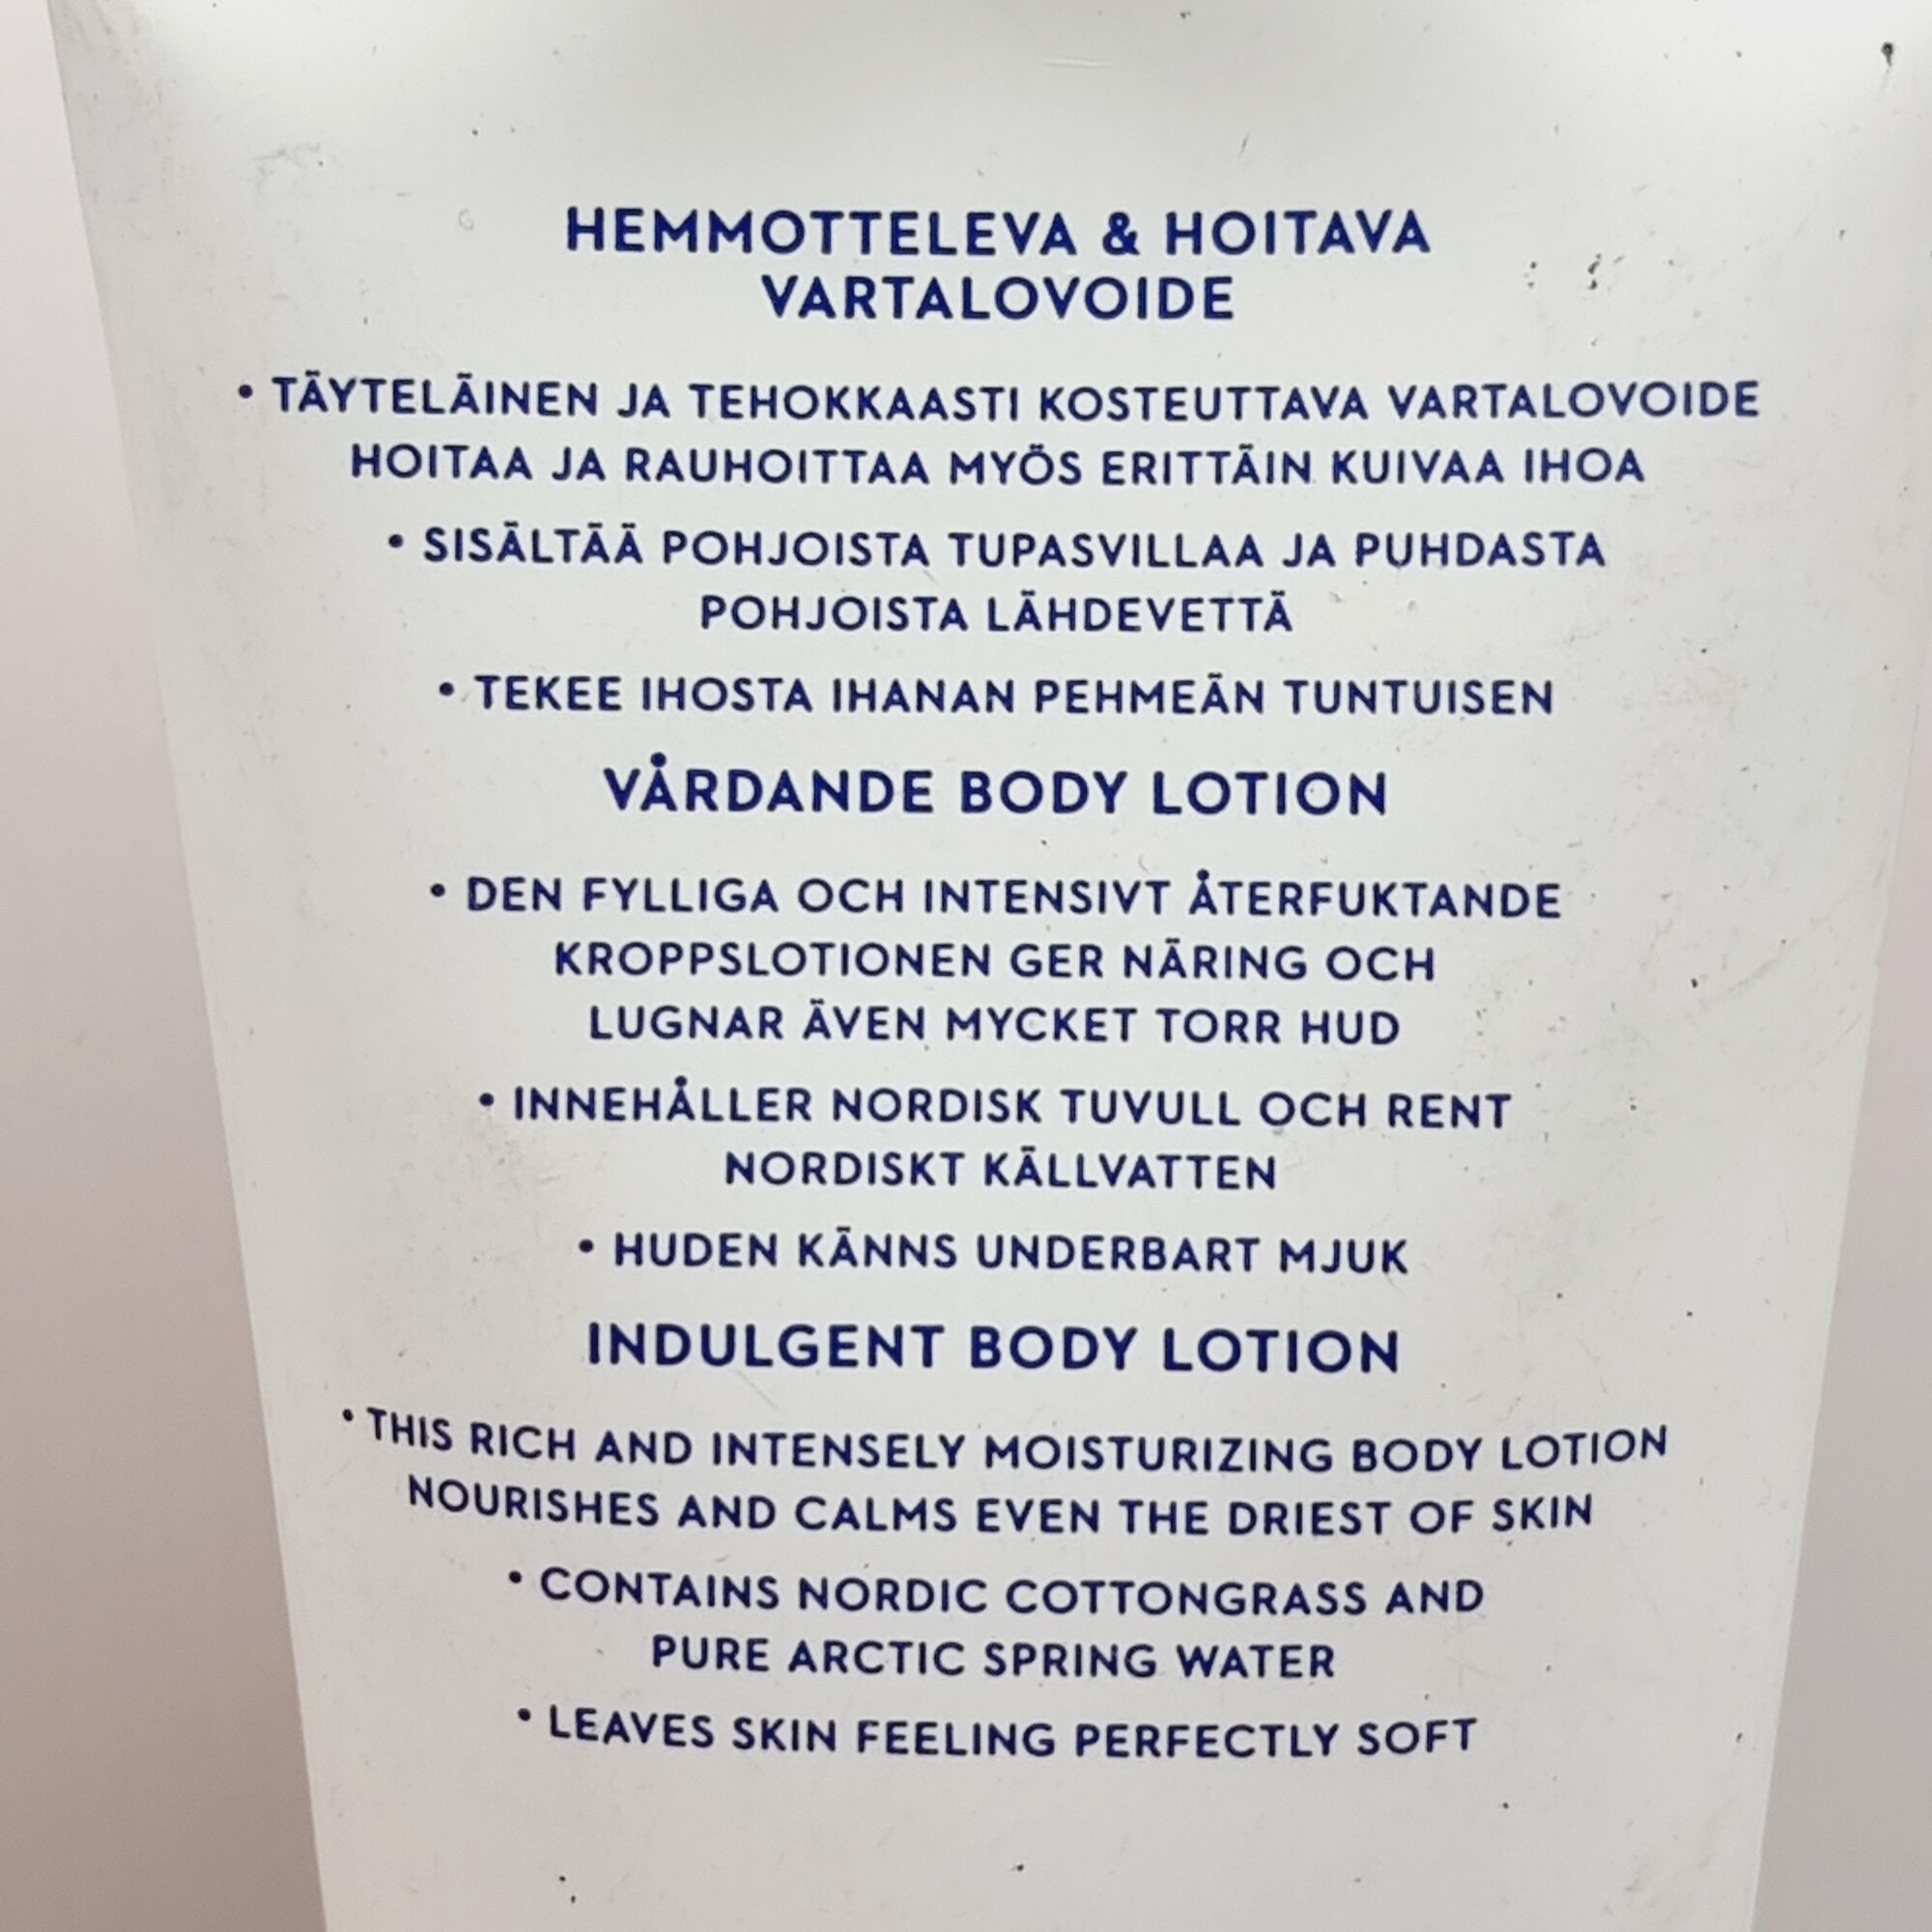 HEMMOTTELEVA & HOITAVA
VARTALOVOIDE
• TÄYTELÄINEN JA TEHOKKAASTI KOSTEUTTAVA VARTALOVOIDE
HOITAA JA RAUHOITTAA MYÖS ERITTÄIN KUIVAA IHOA
• SISÄLTÄÄ POHJOISTA TUPASVILLAA JA PUHDASTA
POHJOISTA LÄHDEVETTÄ
• TEKEE IHOSTA IHANAN PEHMEÄN TUNTUISEN
VÅRDANDE BODY LOTION
• DEN FYLLIGA OCH INTENSIVT ÅTERFUKTANDE
KROPPSLOTIONEN GER NÄRING OCH
LUGNAR ÄVEN MYCKET TORR HUD
• INNEHÅLLER NORDISK TUVULL OCH RENT
NORDISKT KÄLLVATTEN
• HUDEN KÄNNS UNDERBART MJUK
INDULGENT BODY LOTION
• THIS RICH AND INTENSELY MOISTURIZING BODY LOTION
NOURISHES AND CALMS EVEN THE DRIEST OF SKIN
• CONTAINS NORDIC COTTONGRASS AND
PURE ARCTIC SPRING WATER
• LEAVES SKIN FEELING PERFECTLY SOFT